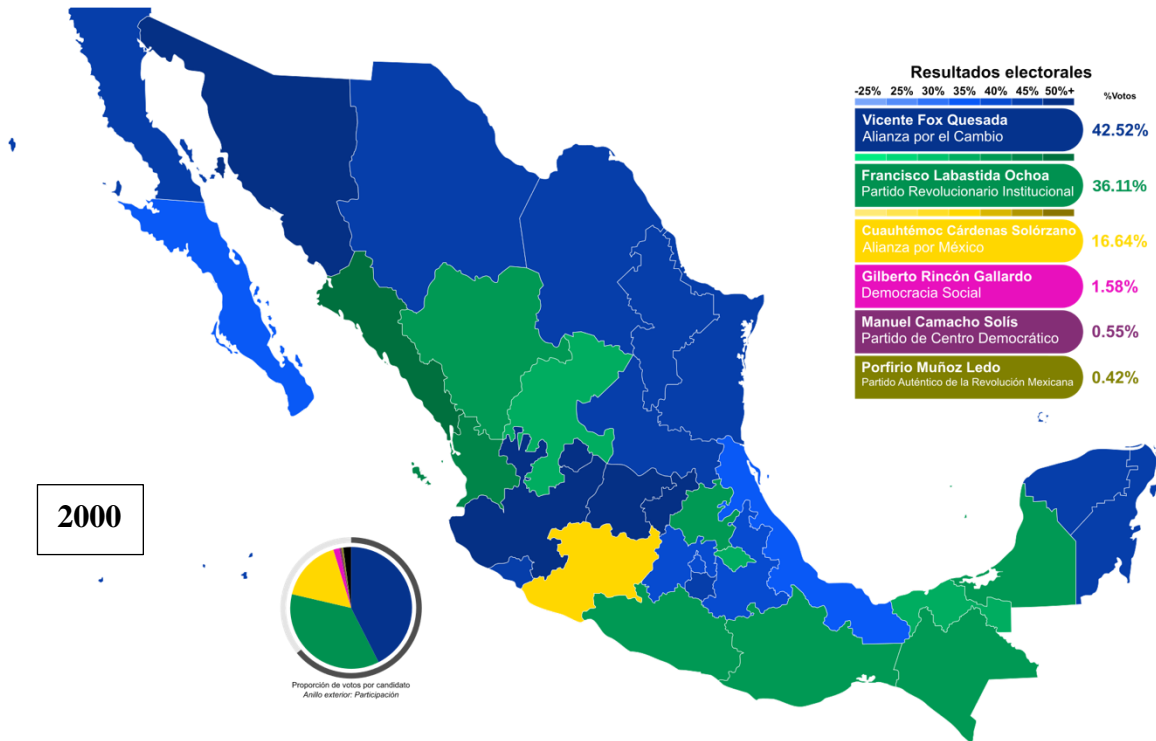 Resultados electorales
-25% 25% 30% 35% 40% 45% 50%+ %Votos
Vicente Fox Quesada
Alianza por el Cambio
42.52%
Francisco Labastida Ochoa
Partido Revolucionario Institucional
36.11%
Cuauhtémoc Cárdenas Solórzano
Alianza por México
16.64%
Gilberto Rincón Gallardo
Democracia Social
1.58%
Manuel Camacho Solís
Partido de Centro Democrático
0.55%
Porfirio Muñoz Ledo
Partido Auténtico de la Revolución Mexicana
0.42%
2000
Proporción de votos por candidato
Anillo exterior: Participación